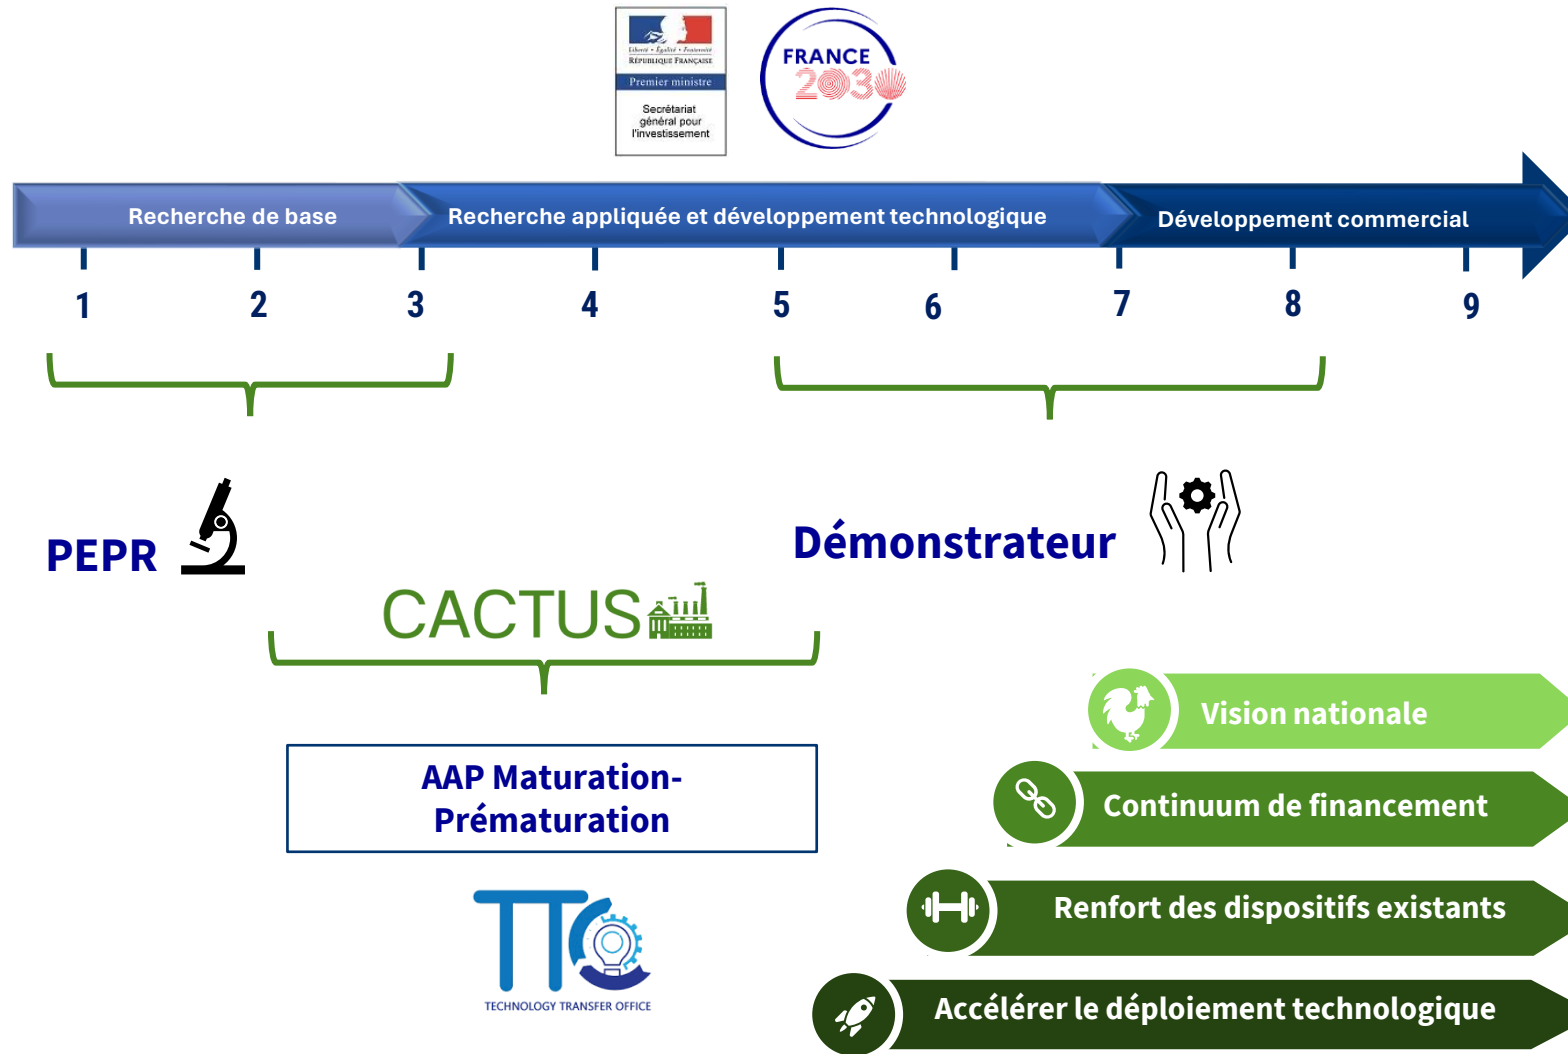 Liberté • Égalité • Fraternité
RÉPUBLIQUE FRANÇAISE
Premier ministre
Secrétariat
général pour
l'investissement
FRANCE
2030
Recherche de base
Recherche appliquée et développement technologique
Développement commercial
1 2 3 4 5 6 7 8 9
PEPR
Démonstrateur
CACTUS
AAP Maturation-
Prématuration
TTO
TECHNOLOGY TRANSFER OFFICE
Vision nationale
Continuum de financement
Renfort des dispositifs existants
Accélérer le déploiement technologique